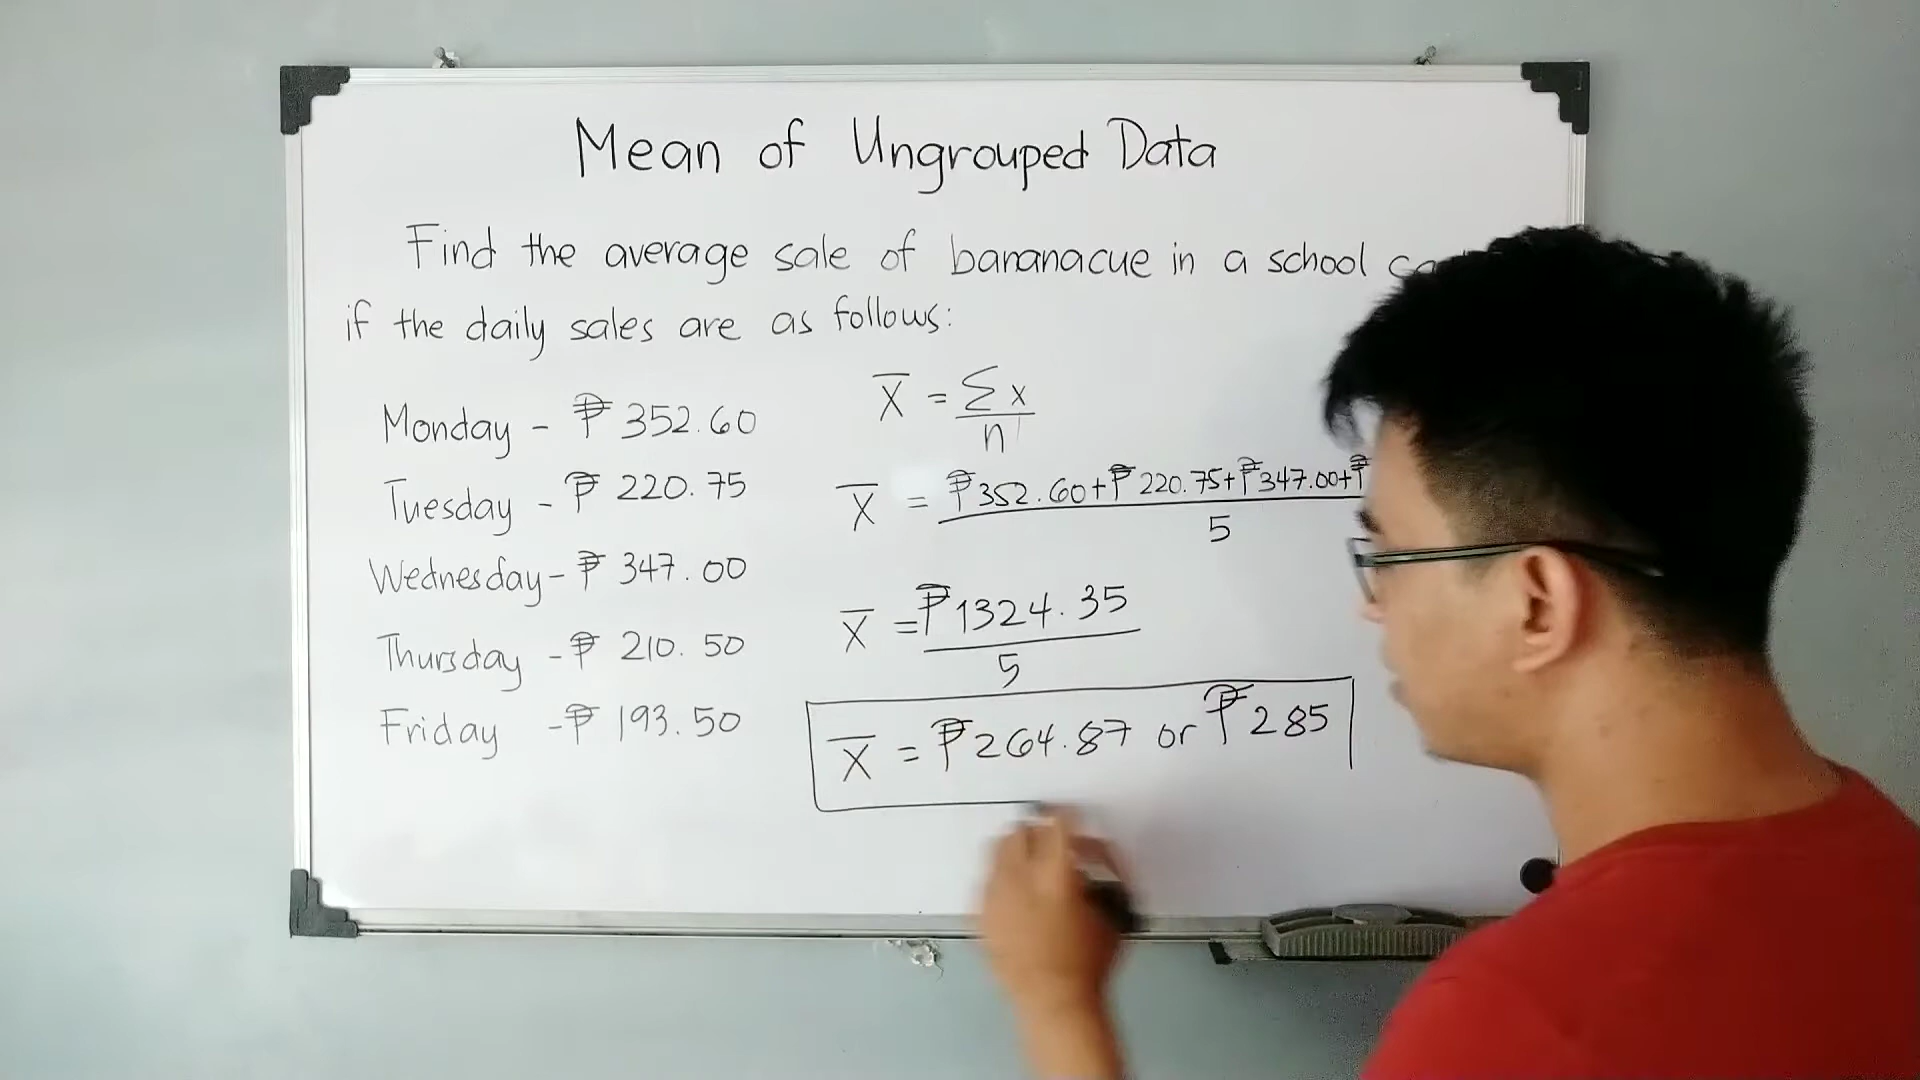 Mean of Ungrouped Data
Find the average sale of bananacue in a school
if the daily sales are as follows:
Monday - ₱ 352.60
Tuesday - ₱ 220.75
Wednesday - ₱ 347.00
Thursday - ₱ 210.50
Friday - ₱ 193.50
X̅ = Σx / n
X̅ = ₱352.60+₱220.75+₱347.00+₱ / 5
X̅ = ₱1324.35 / 5
X̅ = ₱264.87 or ₱285